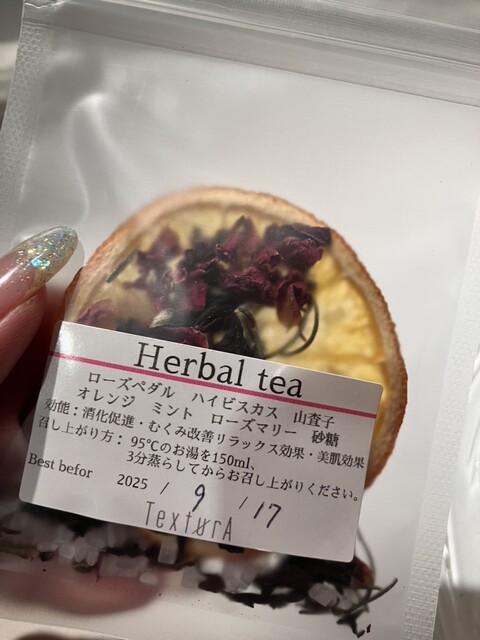 Herbal tea
ローズペダル ハイビスカス 山査子
オレンジ ミント ローズマリー 砂糖
効能：消化促進・むくみ改善リラックス効果・美肌効果
召し上がり方： 95℃のお湯を150ml、
3分蒸らしてからお召し上がりください。
Best befor 2025 / 9 / 17
TexturA